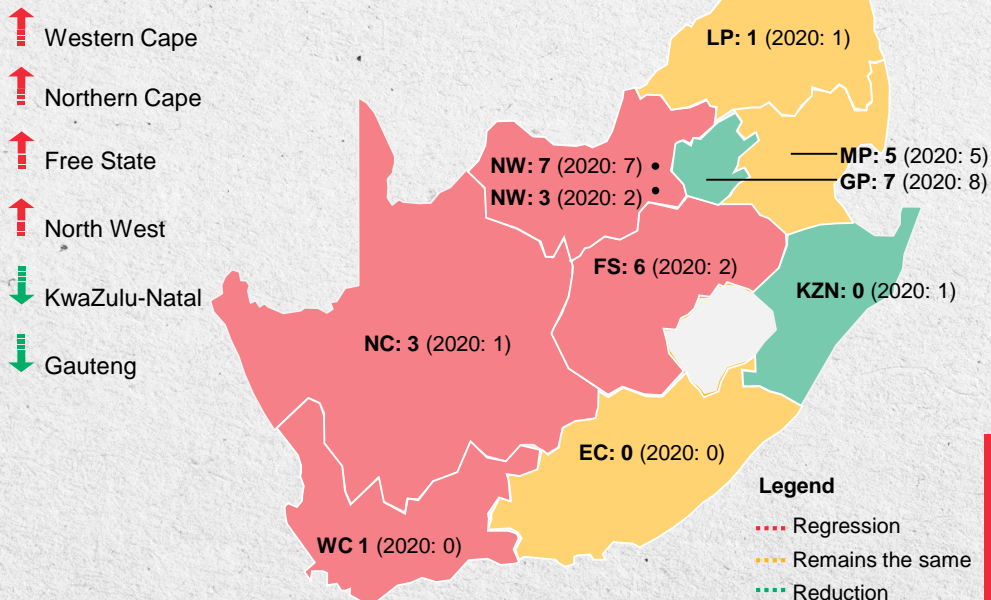 Western Cape
Northern Cape
Free State
North West
KwaZulu-Natal
Gauteng
LP: 1 (2020: 1)
NW: 7 (2020: 7) •
NW: 3 (2020: 2) •
MP: 5 (2020: 5)
GP: 7 (2020: 8)
FS: 6 (2020: 2)
KZN: 0 (2020: 1)
NC: 3 (2020: 1)
EC: 0 (2020: 0)
WC 1 (2020: 0)
Legend
Regression
Remains the same
Reduction